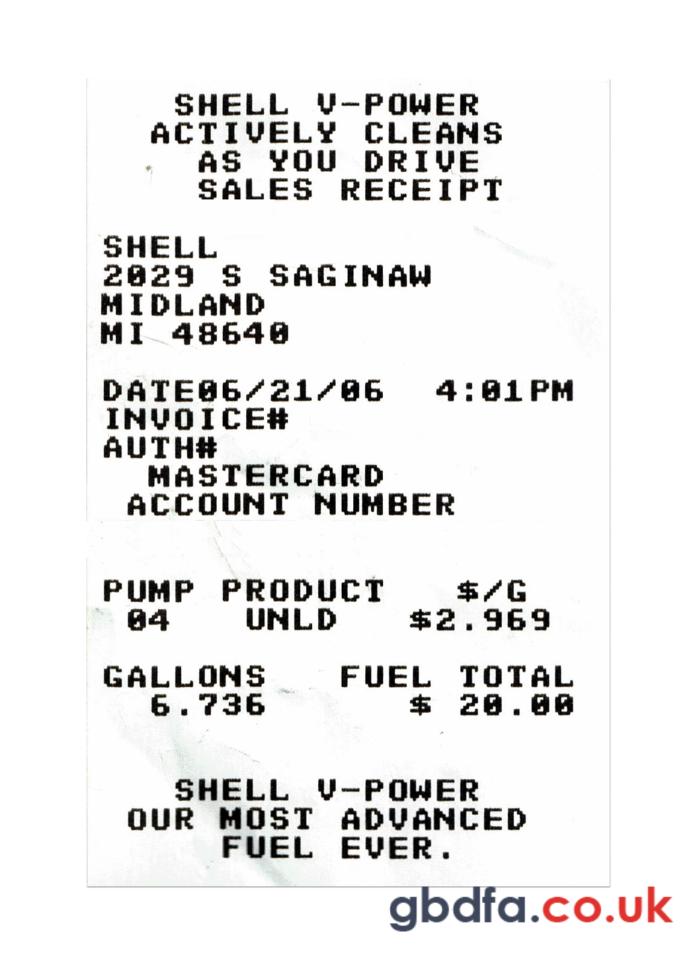 SHELL V-POWER
ACTIVELY CLEANS
AS YOU DRIVE
SALES RECEIPT
SHELL
2029 S SAGINAW
MIDLAND
MI 48640
DATE06/21/06 4:01PM
INVOICE#
AUTH#
MASTERCARD
ACCOUNT NUMBER
PUMP PRODUCT $/G
04 UNLD $2.969
GALLONS FUEL TOTAL
6.736 $ 20.00
SHELL V-POWER
OUR MOST ADVANCED
FUEL EVER.
gbdfa.co.uk